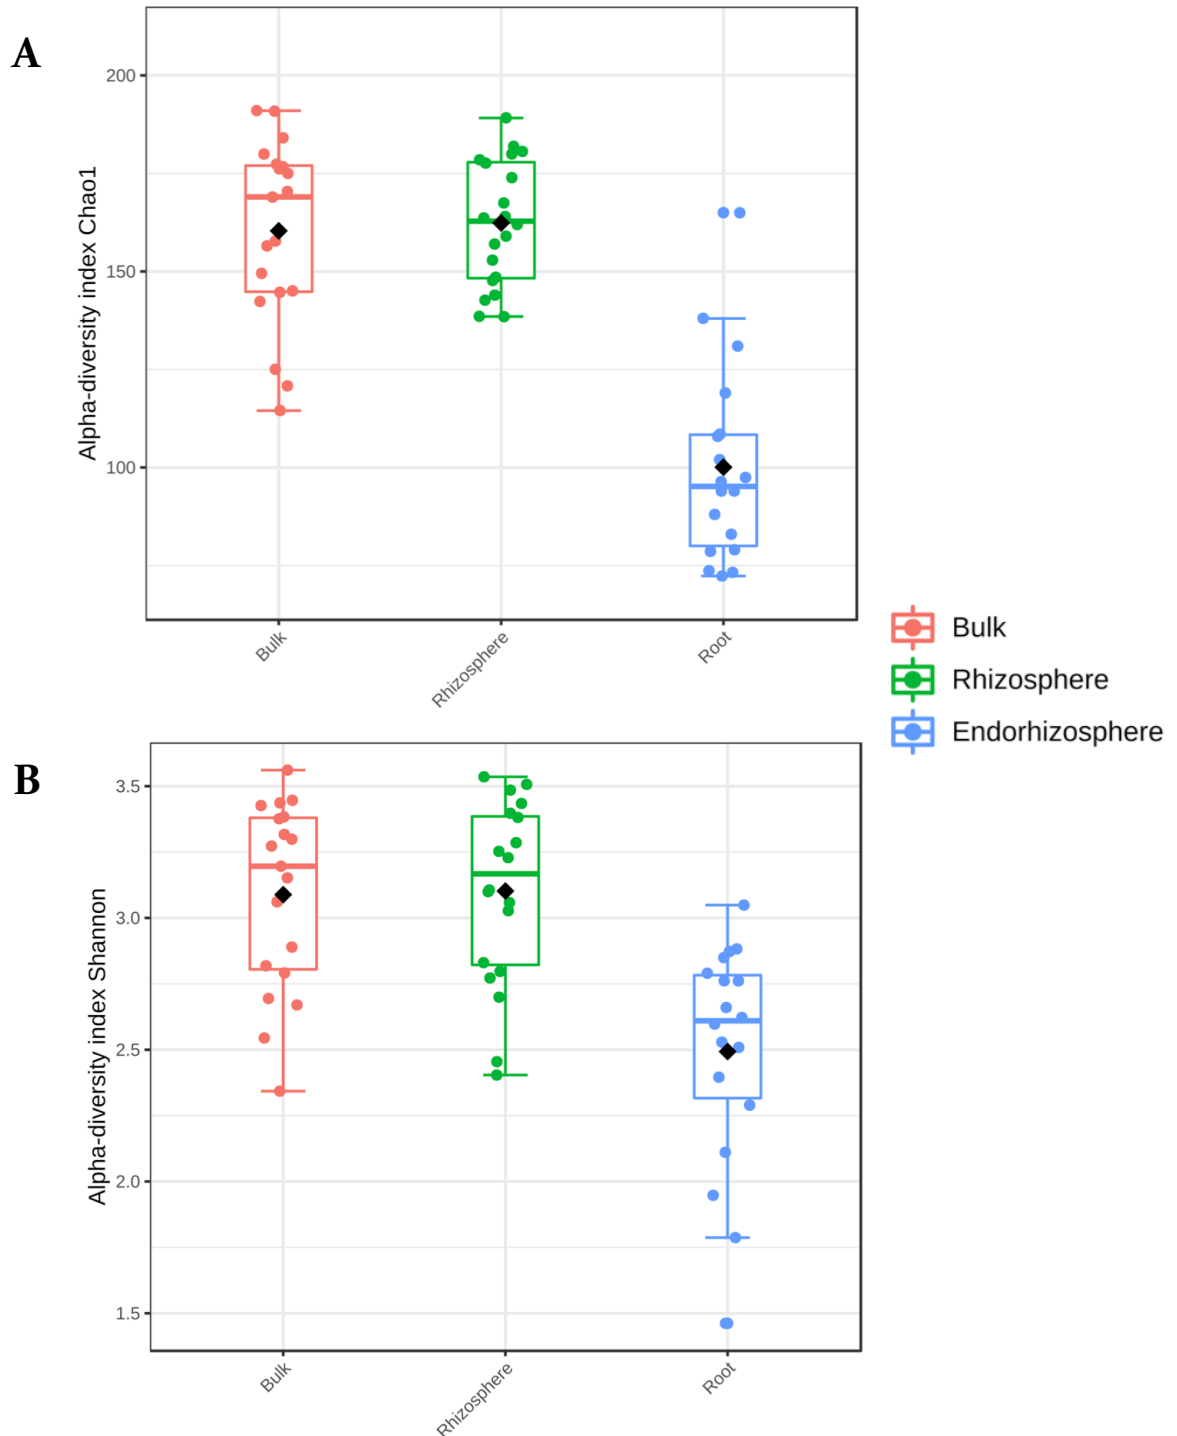 A
Alpha-diversity index Chao1
200
150
100
Bulk
Rhizosphere
Root
Bulk
Rhizosphere
Endorhizosphere
B
Alpha-diversity index Shannon
3.5
3.0
2.5
2.0
1.5
Bulk
Rhizosphere
Root